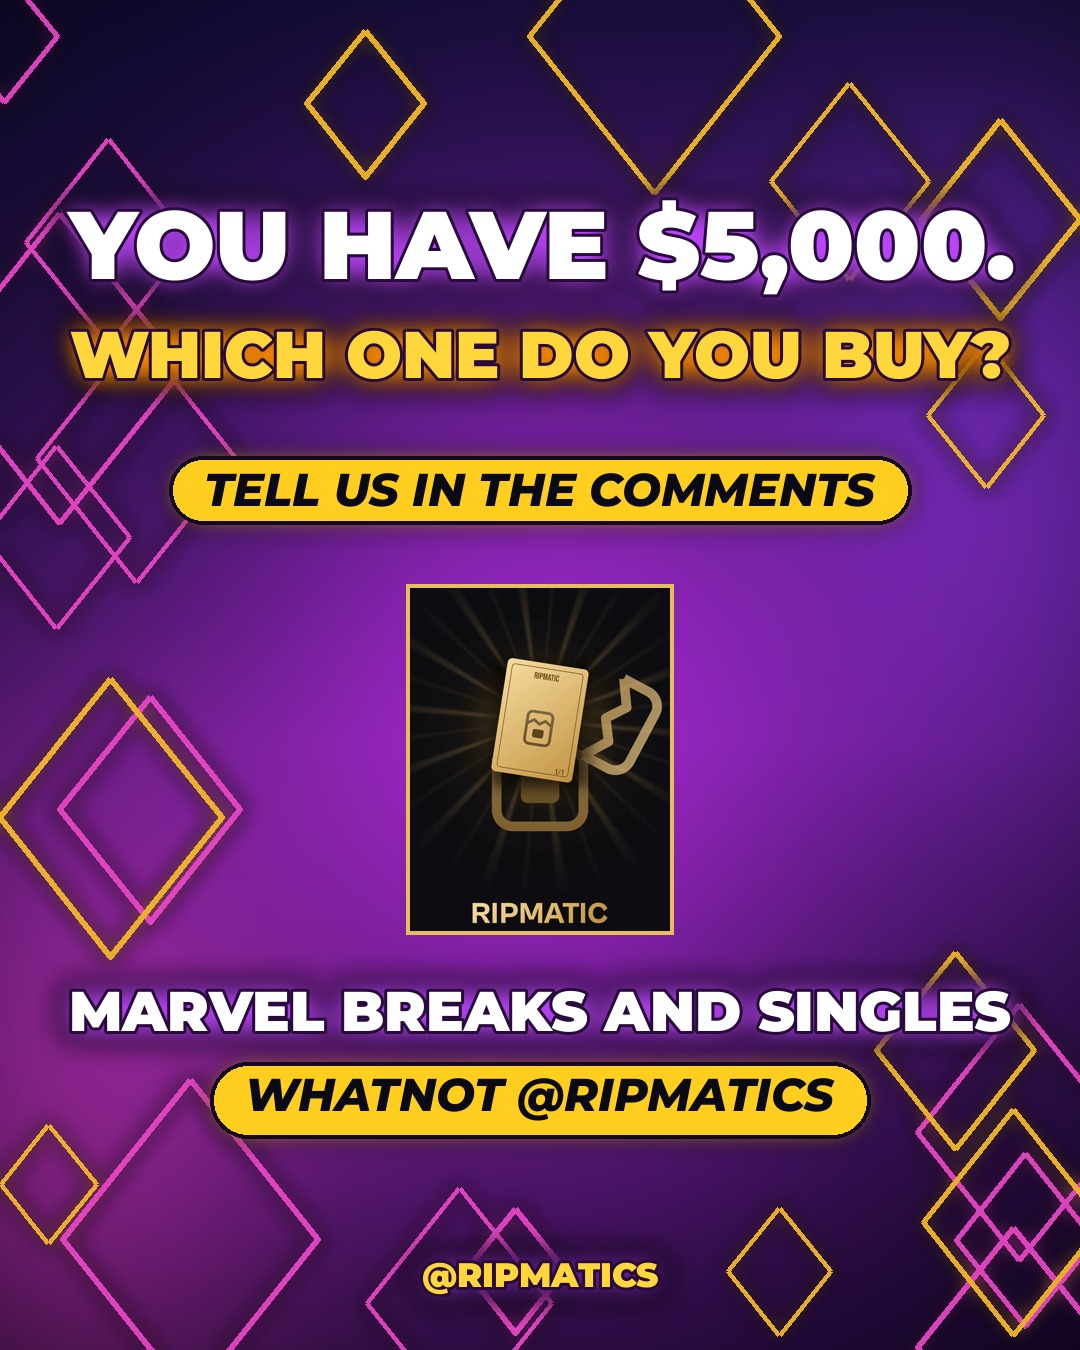 YOU HAVE $5,000.
WHICH ONE DO YOU BUY?
TELL US IN THE COMMENTS
RIPMATIC
1/1
RIPMATIC
MARVEL BREAKS AND SINGLES
WHATNOT @RIPMATICS
@RIPMATICS